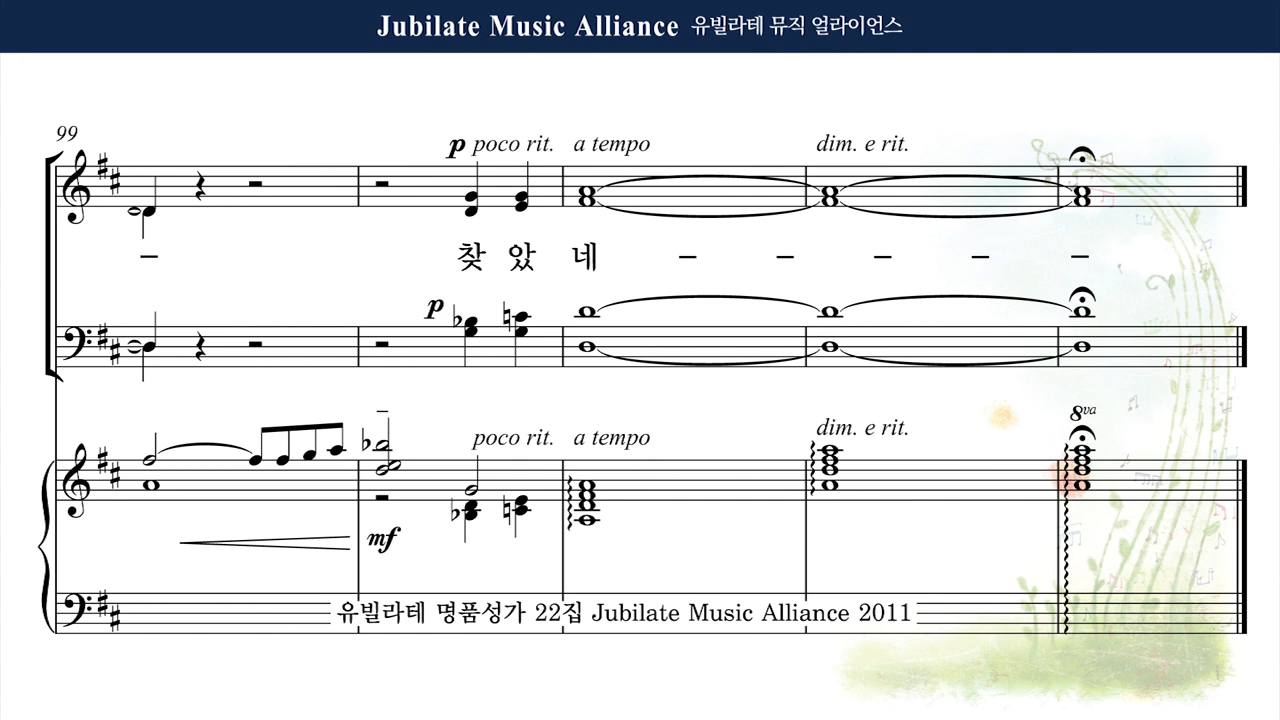 Jubilate Music Alliance 유빌라테 뮤직 얼라이언스
99
p poco rit. a tempo dim. e rit.
- 찾 았 네 - - - - -
p
poco rit. a tempo dim. e rit. 8va
mf
유빌라테 명품성가 22집 Jubilate Music Alliance 2011